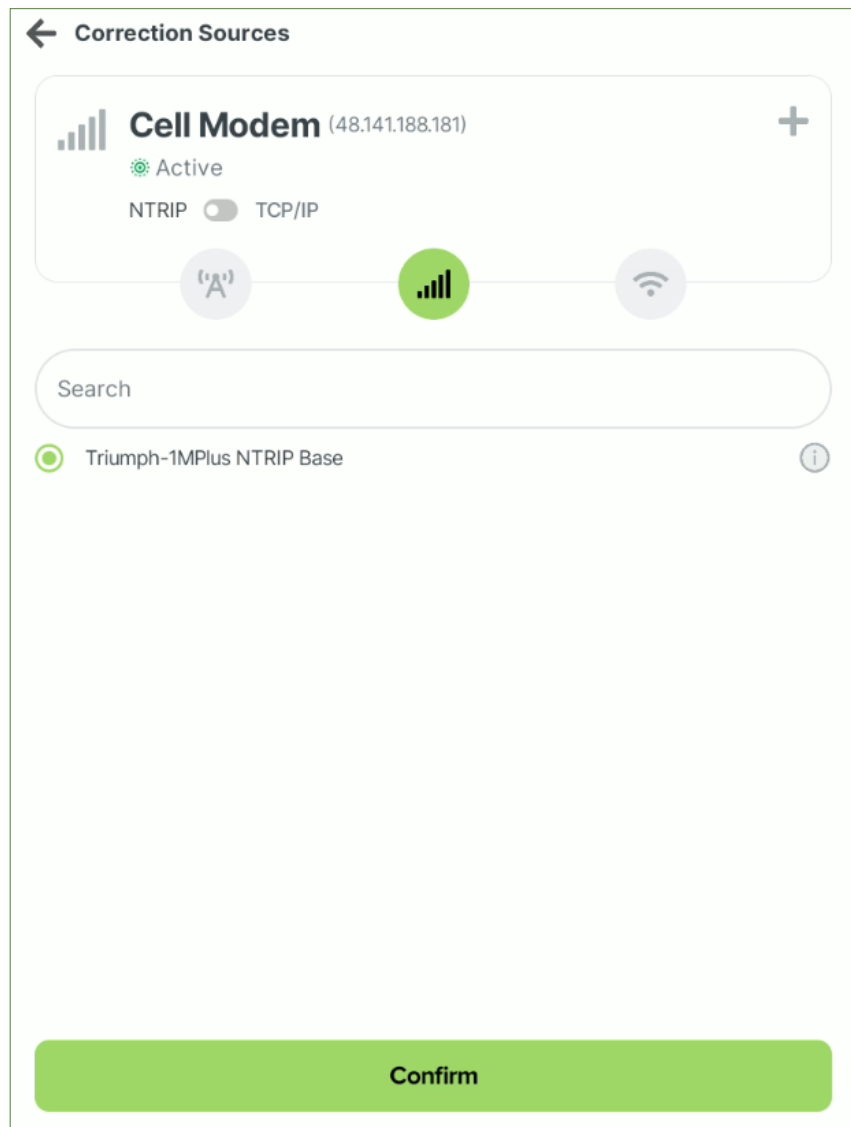 Correction Sources
Cell Modem (48.141.188.181)
Active
NTRIP TCP/IP
Search
Triumph-1MPlus NTRIP Base
Confirm